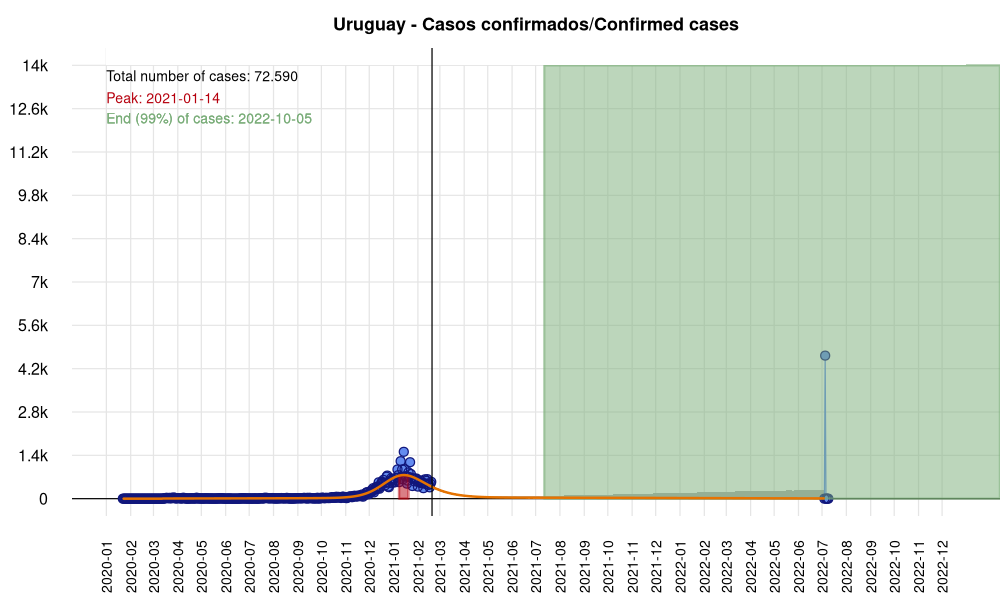 Uruguay - Casos confirmados/Confirmed cases
Total number of cases: 72.590
Peak: 2021-01-14
End (99%) of cases: 2022-10-05
14k
12.6k
11.2k
9.8k
8.4k
7k
5.6k
4.2k
2.8k
1.4k
0
2020-01
2020-02
2020-03
2020-04
2020-05
2020-06
2020-07
2020-08
2020-09
2020-10
2020-11
2020-12
2021-01
2021-02
2021-03
2021-04
2021-05
2021-06
2021-07
2021-08
2021-09
2021-10
2021-11
2021-12
2022-01
2022-02
2022-03
2022-04
2022-05
2022-06
2022-07
2022-08
2022-09
2022-10
2022-11
2022-12